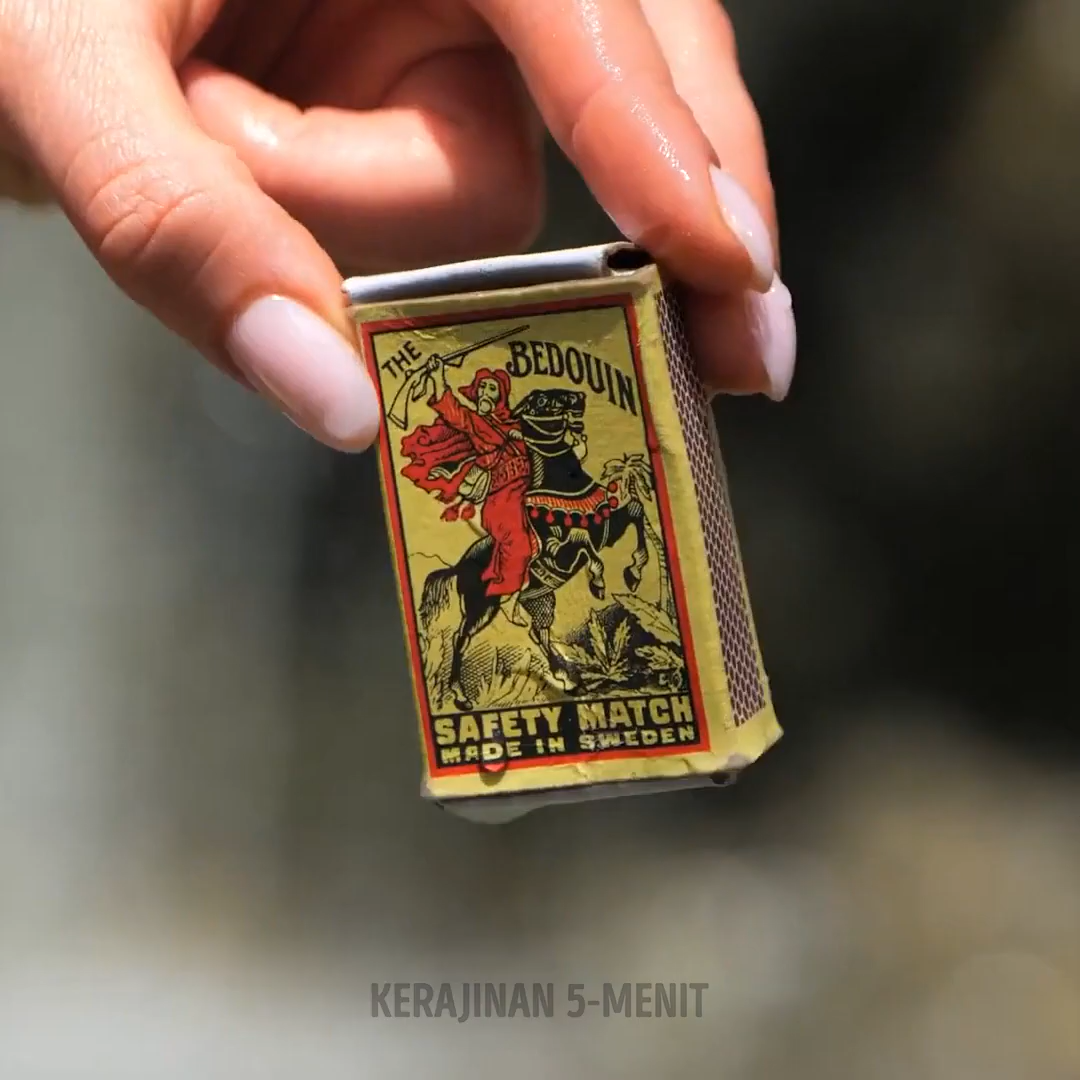 THE BEDOUIN
SAFETY MATCH
MADE IN SWEDEN
KERAJINAN 5-MENIT